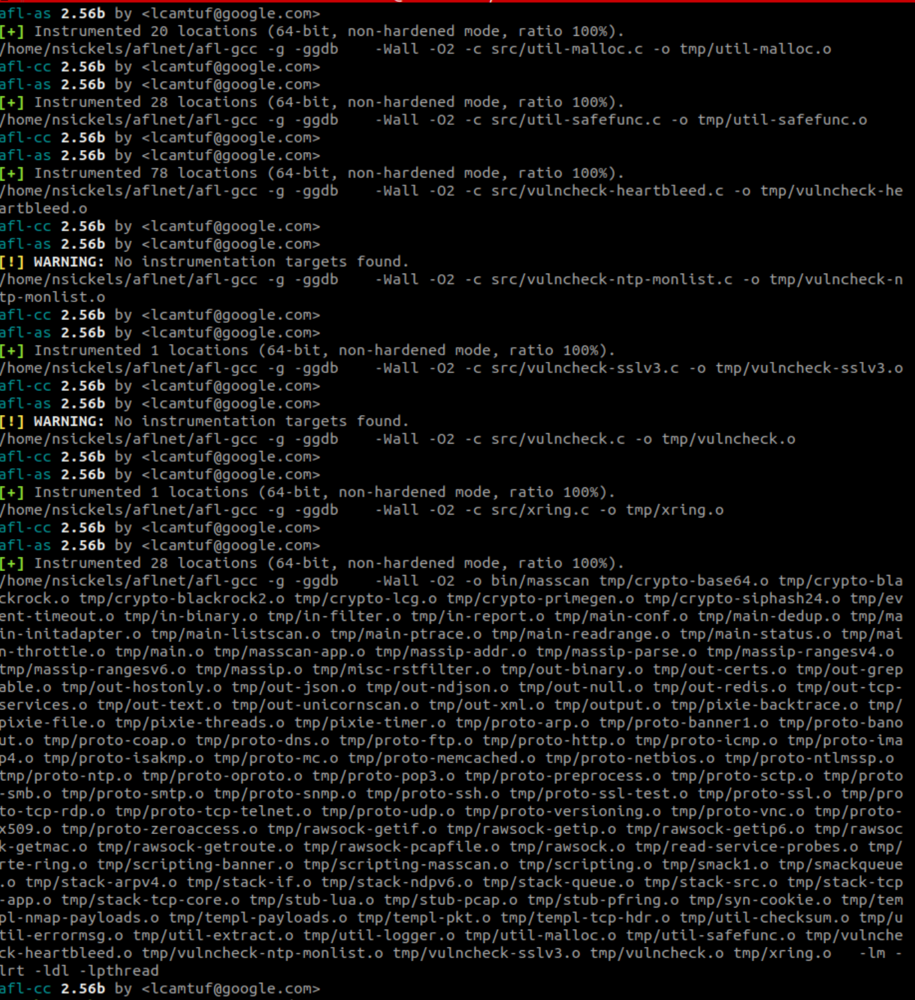 afl-as 2.56b by <lcamtuf@google.com>
[+] Instrumented 20 locations (64-bit, non-hardened mode, ratio 100%).
/home/nsickels/aflnet/afl-gcc -g -ggdb    -Wall -O2 -c src/util-malloc.c -o tmp/util-malloc.o
afl-cc 2.56b by <lcamtuf@google.com>
afl-as 2.56b by <lcamtuf@google.com>
[+] Instrumented 28 locations (64-bit, non-hardened mode, ratio 100%).
/home/nsickels/aflnet/afl-gcc -g -ggdb    -Wall -O2 -c src/util-safefunc.c -o tmp/util-safefunc.o
afl-cc 2.56b by <lcamtuf@google.com>
afl-as 2.56b by <lcamtuf@google.com>
[+] Instrumented 78 locations (64-bit, non-hardened mode, ratio 100%).
/home/nsickels/aflnet/afl-gcc -g -ggdb    -Wall -O2 -c src/vulncheck-heartbleed.c -o tmp/vulncheck-he
artbleed.o
afl-cc 2.56b by <lcamtuf@google.com>
afl-as 2.56b by <lcamtuf@google.com>
[!] WARNING: No instrumentation targets found.
/home/nsickels/aflnet/afl-gcc -g -ggdb    -Wall -O2 -c src/vulncheck-ntp-monlist.c -o tmp/vulncheck-n
tp-monlist.o
afl-cc 2.56b by <lcamtuf@google.com>
afl-as 2.56b by <lcamtuf@google.com>
[+] Instrumented 1 locations (64-bit, non-hardened mode, ratio 100%).
/home/nsickels/aflnet/afl-gcc -g -ggdb    -Wall -O2 -c src/vulncheck-sslv3.c -o tmp/vulncheck-sslv3.o
afl-cc 2.56b by <lcamtuf@google.com>
afl-as 2.56b by <lcamtuf@google.com>
[!] WARNING: No instrumentation targets found.
/home/nsickels/aflnet/afl-gcc -g -ggdb    -Wall -O2 -c src/vulncheck.c -o tmp/vulncheck.o
afl-cc 2.56b by <lcamtuf@google.com>
afl-as 2.56b by <lcamtuf@google.com>
[+] Instrumented 1 locations (64-bit, non-hardened mode, ratio 100%).
/home/nsickels/aflnet/afl-gcc -g -ggdb    -Wall -O2 -c src/xring.c -o tmp/xring.o
afl-cc 2.56b by <lcamtuf@google.com>
afl-as 2.56b by <lcamtuf@google.com>
[+] Instrumented 28 locations (64-bit, non-hardened mode, ratio 100%).
/home/nsickels/aflnet/afl-gcc -g -ggdb    -Wall -O2 -o bin/masscan tmp/crypto-base64.o tmp/crypto-bla
ckrock.o tmp/crypto-blackrock2.o tmp/crypto-lcg.o tmp/crypto-primegen.o tmp/crypto-siphash24.o tmp/ev
ent-timeout.o tmp/in-binary.o tmp/in-filter.o tmp/in-report.o tmp/main-conf.o tmp/main-dedup.o tmp/ma
in-initadapter.o tmp/main-listscan.o tmp/main-ptrace.o tmp/main-readrange.o tmp/main-status.o tmp/mai
n-throttle.o tmp/main.o tmp/masscan-app.o tmp/massip-addr.o tmp/massip-parse.o tmp/massip-rangesv4.o
tmp/massip-rangesv6.o tmp/massip.o tmp/misc-rstfilter.o tmp/out-binary.o tmp/out-certs.o tmp/out-grep
able.o tmp/out-hostonly.o tmp/out-json.o tmp/out-ndjson.o tmp/out-null.o tmp/out-redis.o tmp/out-tcp-
services.o tmp/out-text.o tmp/out-unicornscan.o tmp/out-xml.o tmp/output.o tmp/pixie-backtrace.o tmp/
pixie-file.o tmp/pixie-threads.o tmp/pixie-timer.o tmp/proto-arp.o tmp/proto-banner1.o tmp/proto-bano
ut.o tmp/proto-coap.o tmp/proto-dns.o tmp/proto-ftp.o tmp/proto-http.o tmp/proto-icmp.o tmp/proto-ima
p4.o tmp/proto-isakmp.o tmp/proto-mc.o tmp/proto-memcached.o tmp/proto-netbios.o tmp/proto-ntlmssp.o
tmp/proto-ntp.o tmp/proto-oproto.o tmp/proto-pop3.o tmp/proto-preprocess.o tmp/proto-sctp.o tmp/proto
-smb.o tmp/proto-smtp.o tmp/proto-snmp.o tmp/proto-ssh.o tmp/proto-ssl-test.o tmp/proto-ssl.o tmp/pro
to-tcp-rdp.o tmp/proto-tcp-telnet.o tmp/proto-udp.o tmp/proto-versioning.o tmp/proto-vnc.o tmp/proto-
x509.o tmp/proto-zeroaccess.o tmp/rawsock-getif.o tmp/rawsock-getip.o tmp/rawsock-getip6.o tmp/rawsoc
k-getmac.o tmp/rawsock-getroute.o tmp/rawsock-pcapfile.o tmp/rawsock.o tmp/read-service-probes.o tmp/
rte-ring.o tmp/scripting-banner.o tmp/scripting-masscan.o tmp/scripting.o tmp/smack1.o tmp/smackqueue
.o tmp/stack-arpv4.o tmp/stack-if.o tmp/stack-ndpv6.o tmp/stack-queue.o tmp/stack-src.o tmp/stack-tcp
-app.o tmp/stack-tcp-core.o tmp/stub-lua.o tmp/stub-pcap.o tmp/stub-pfring.o tmp/syn-cookie.o tmp/tem
pl-nmap-payloads.o tmp/templ-payloads.o tmp/templ-pkt.o tmp/templ-tcp-hdr.o tmp/util-checksum.o tmp/u
til-errormsg.o tmp/util-extract.o tmp/util-logger.o tmp/util-malloc.o tmp/util-safefunc.o tmp/vulnche
ck-heartbleed.o tmp/vulncheck-ntp-monlist.o tmp/vulncheck-sslv3.o tmp/vulncheck.o tmp/xring.o   -lm -
lrt -ldl -lpthread
afl-cc 2.56b by <lcamtuf@google.com>